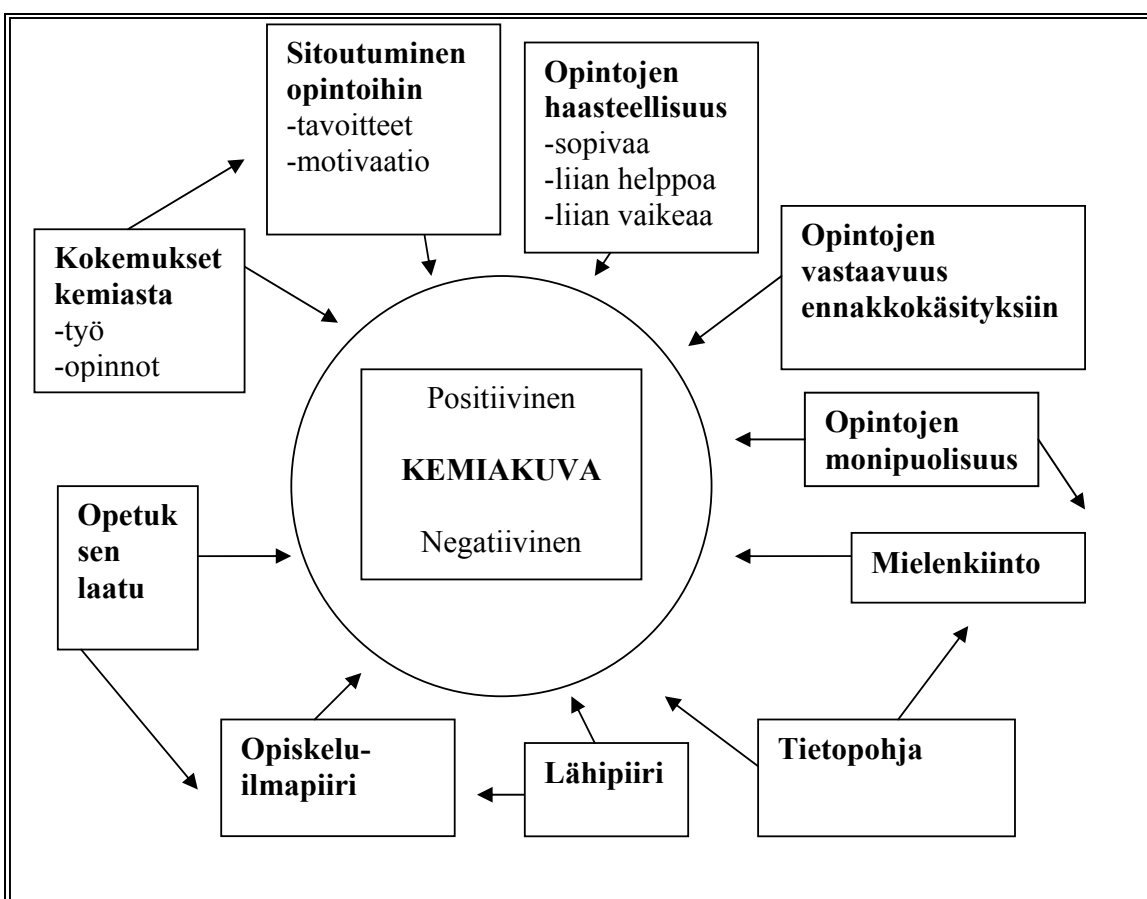 Sitoutuminen
opintoihin
-tavoitteet
-motivaatio
Opintojen
haasteellisuus
-sopivaa
-liian helppoa
-liian vaikeaa
Opintojen
vastaavuus
ennakkokäsityksiin
Kokemukset
kemiasta
-työ
-opinnot
Positiivinen
KEMIAKUVA
Negatiivinen
Opintojen
monipuolisuus
Opetuk
sen
laatu
Mielenkiinto
Opiskelu-
ilmapiiri
Lähipiiri
Tietopohja